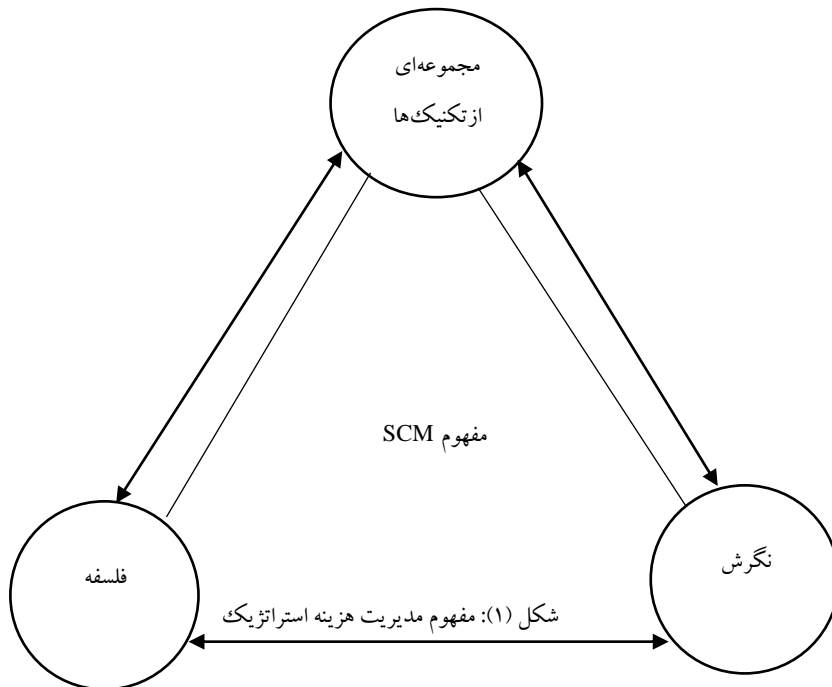 مجموعه‌ای
از تکنیک‌ها
مفهوم SCM
نگرش
فلسفه
شکل (۱): مفهوم مدیریت هزینه استراتژیک